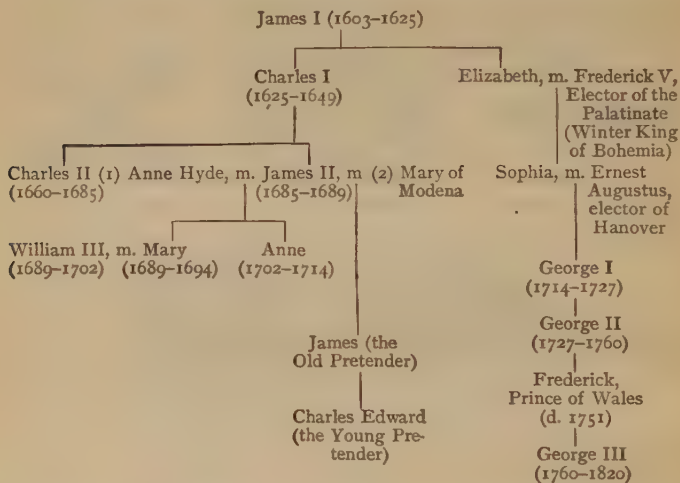 James I (1603–1625)
Charles I
(1625–1649)
Elizabeth, m. Frederick V,
Elector of the
Palatinate
(Winter King
of Bohemia)
Charles II (1) Anne Hyde, m. James II, m (2) Mary of
(1660–1685) (1685–1689) Modena
Sophia, m. Ernest
Augustus,
elector of
Hanover
William III, m. Mary Anne
(1689–1702) (1689–1694) (1702–1714)
George I
(1714–1727)
George II
(1727–1760)
James (the
Old Pretender)
Frederick,
Prince of Wales
(d. 1751)
Charles Edward
(the Young Pre-
tender)
George III
(1760–1820)